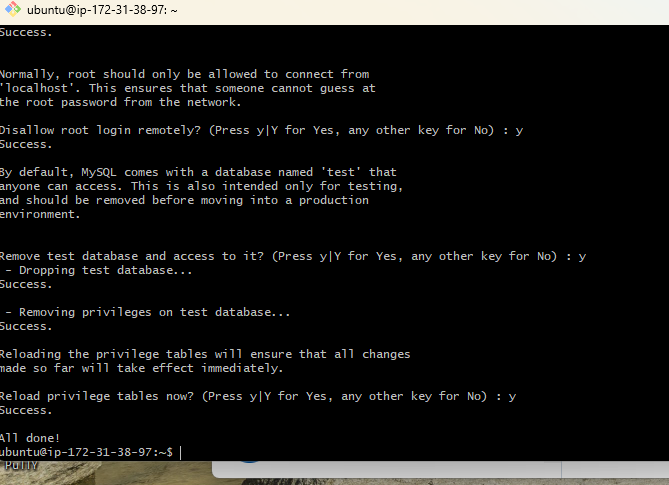 ubuntu@ip-172-31-38-97: ~
Success.
Normally, root should only be allowed to connect from
'localhost'. This ensures that someone cannot guess at
the root password from the network.
Disallow root login remotely? (Press y|Y for Yes, any other key for No) : y
Success.
By default, MySQL comes with a database named 'test' that
anyone can access. This is also intended only for testing,
and should be removed before moving into a production
environment.
Remove test database and access to it? (Press y|Y for Yes, any other key for No) : y
- Dropping test database...
Success.
- Removing privileges on test database...
Success.
Reloading the privilege tables will ensure that all changes
made so far will take effect immediately.
Reload privilege tables now? (Press y|Y for Yes, any other key for No) : y
Success.
All done!
ubuntu@ip-172-31-38-97:~$
PuTTY